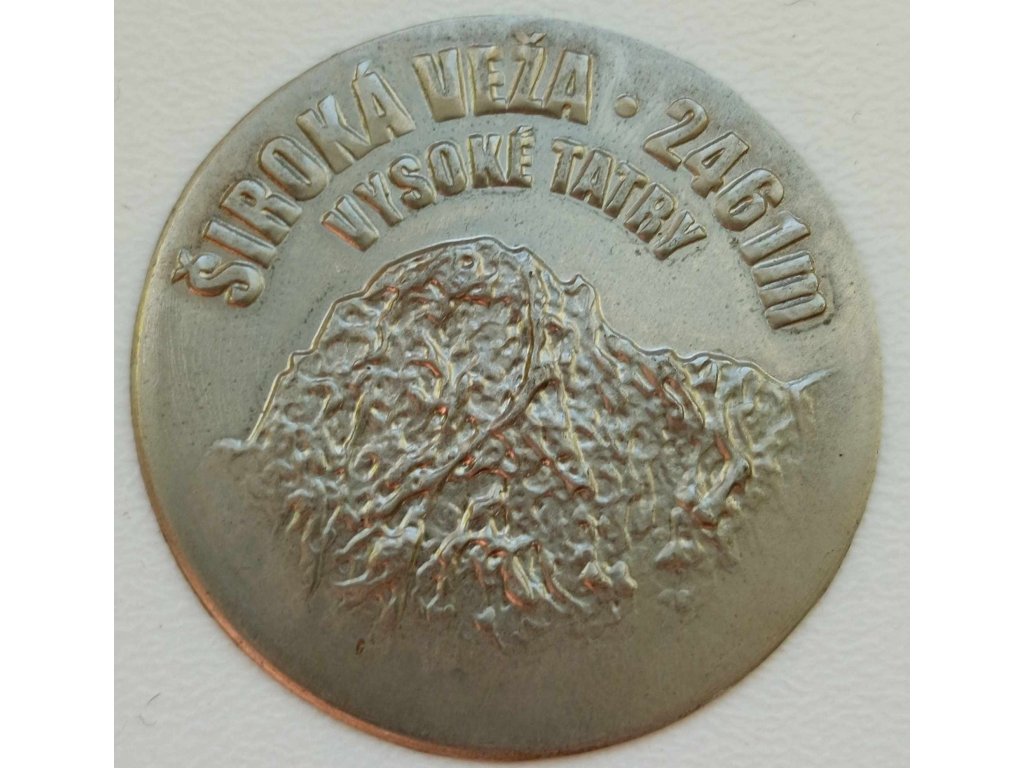 ŠIROKÁ VEŽA · 2461m
VYSOKÉ TATRY